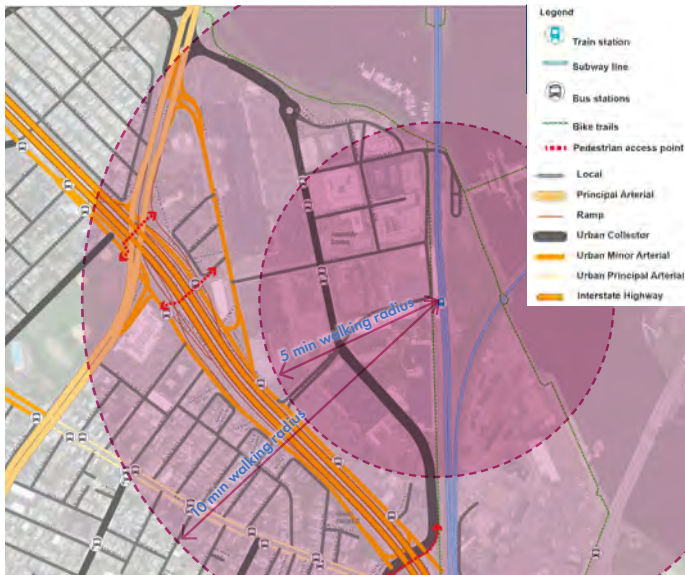 Legend
Train station
Subway line
Bus stations
Bike trails
Pedestrian access point
Local
Principal Arterial
Ramp
Urban Collector
Urban Minor Arterial
Urban Principal Arterial
Interstate Highway
5 min walking radius
10 min walking radius